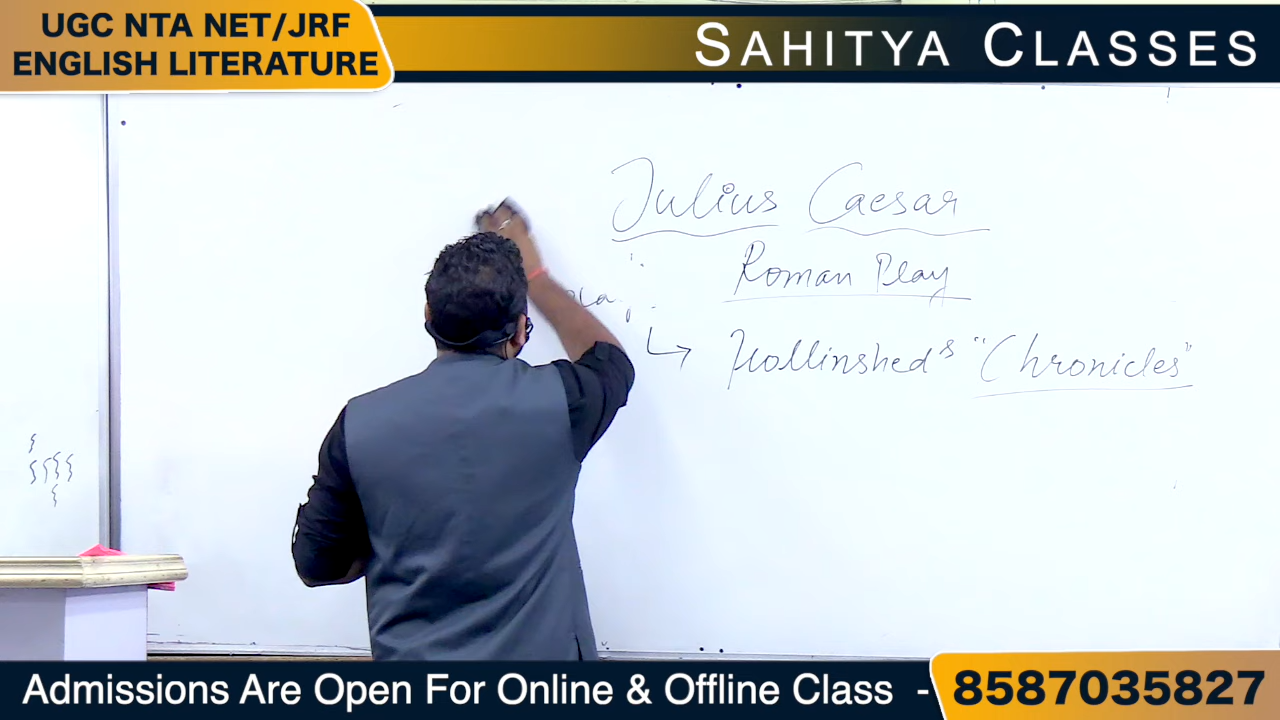 UGC NTA NET/JRF
ENGLISH LITERATURE
SAHITYA CLASSES
Julius Caesar
Roman Play
Hollinshed's "Chronicles"
Admissions Are Open For Online & Offline Class - 8587035827